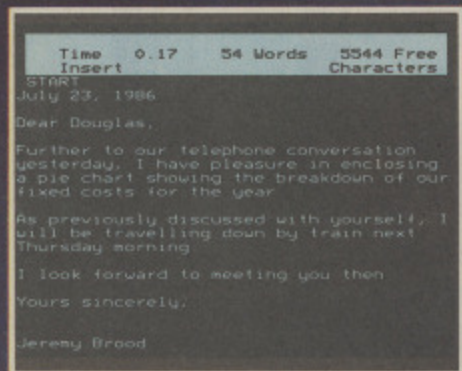 Time 0.17 54 Words 5544 Free
Insert Characters
START
July 23, 1986
Dear Douglas,
Further to our telephone conversation
yesterday, I have pleasure in enclosing
a pie chart showing the breakdown of our
fixed costs for the year
As previously discussed with yourself, I
will be travelling down by train next
Thursday morning
I look forward to meeting you then
Yours sincerely,
Jeremy Brood